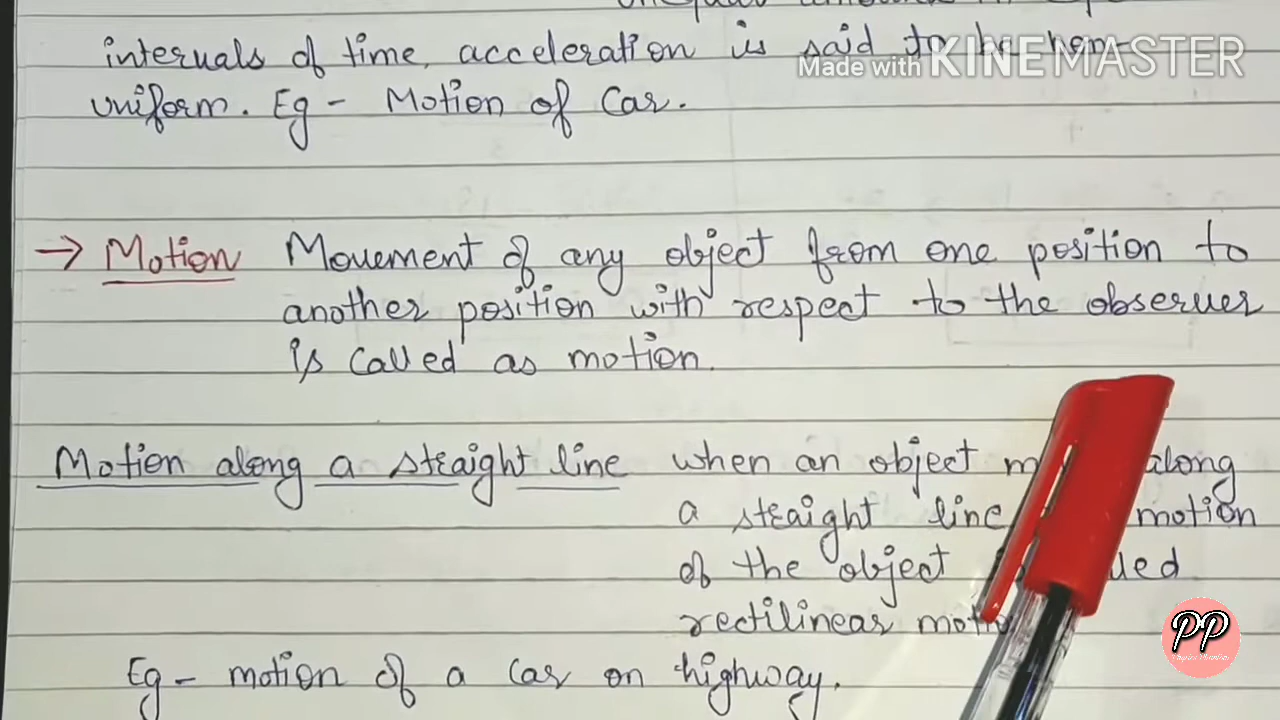 intervals of time, acceleration is said to be non-
Made with KINEMASTER
uniform. Eg - Motion of Car.
→ Motion Movement of any object from one position to
another position with respect to the observer
is called as motion.
Motion along a straight line when an object along
a straight line motion
of the object
rectilinear motion
PP
Eg - motion of a car on highway.